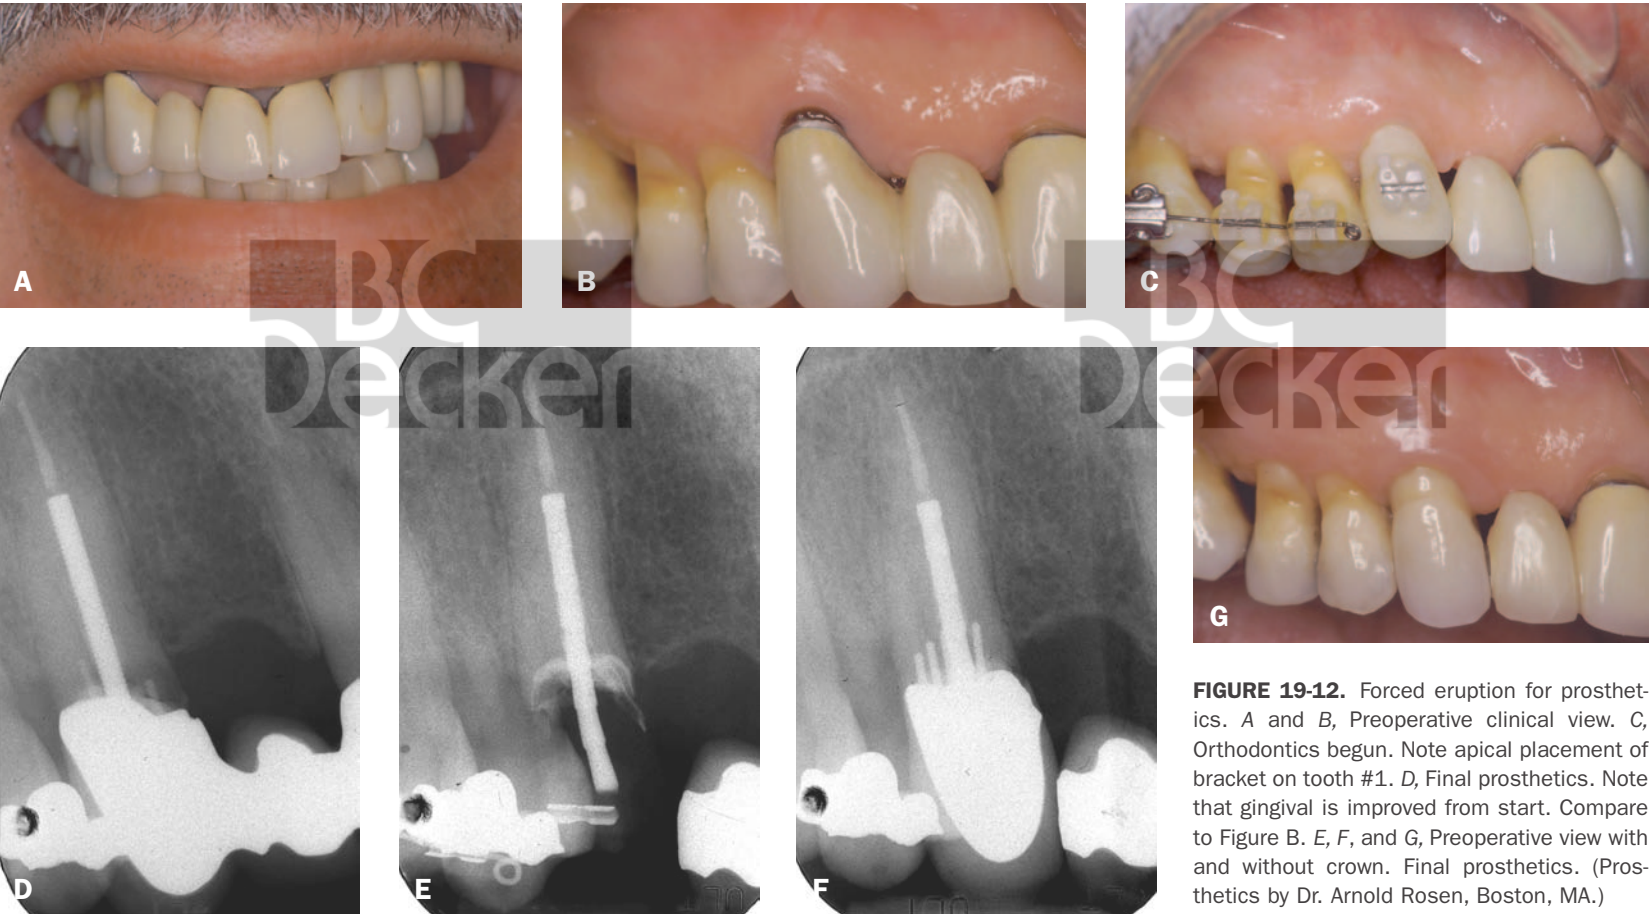 A
B
C
BC
Decker
BC
Decker
D
E
F
G
FIGURE 19-12. Forced eruption for prosthet-
ics. A and B, Preoperative clinical view. C,
Orthodontics begun. Note apical placement of
bracket on tooth #1. D, Final prosthetics. Note
that gingival is improved from start. Compare
to Figure B. E, F, and G, Preoperative view with
and without crown. Final prosthetics. (Pros-
thetics by Dr. Arnold Rosen, Boston, MA.)